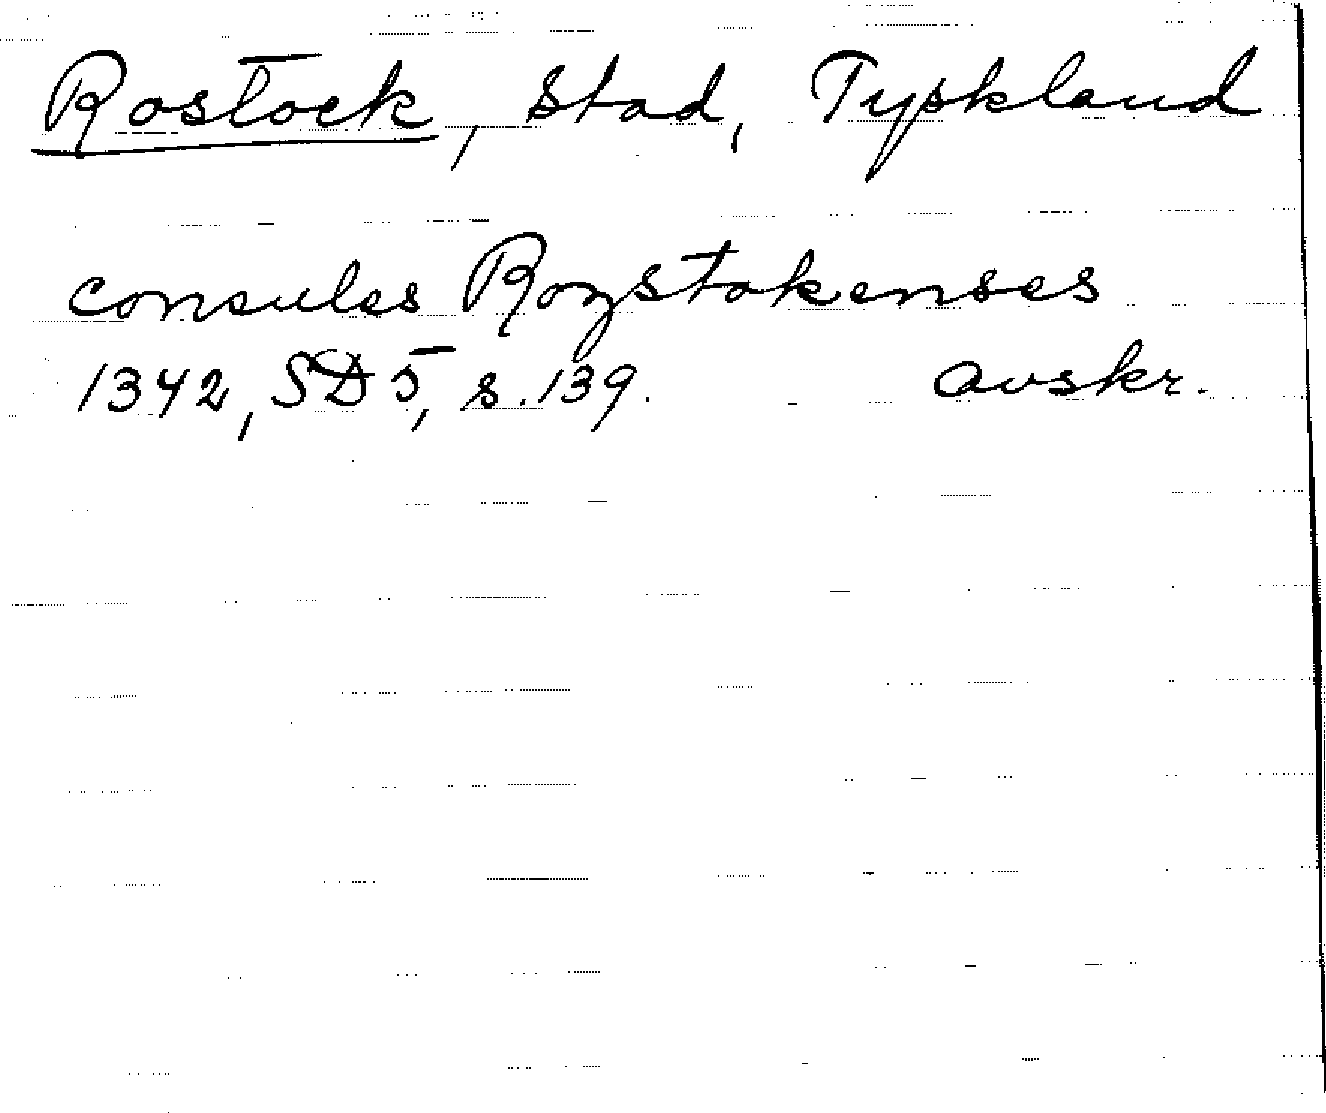 Rostock, stad, Tyskland
consules Rozstokenses
1342, SD 5, s. 139. avskr.